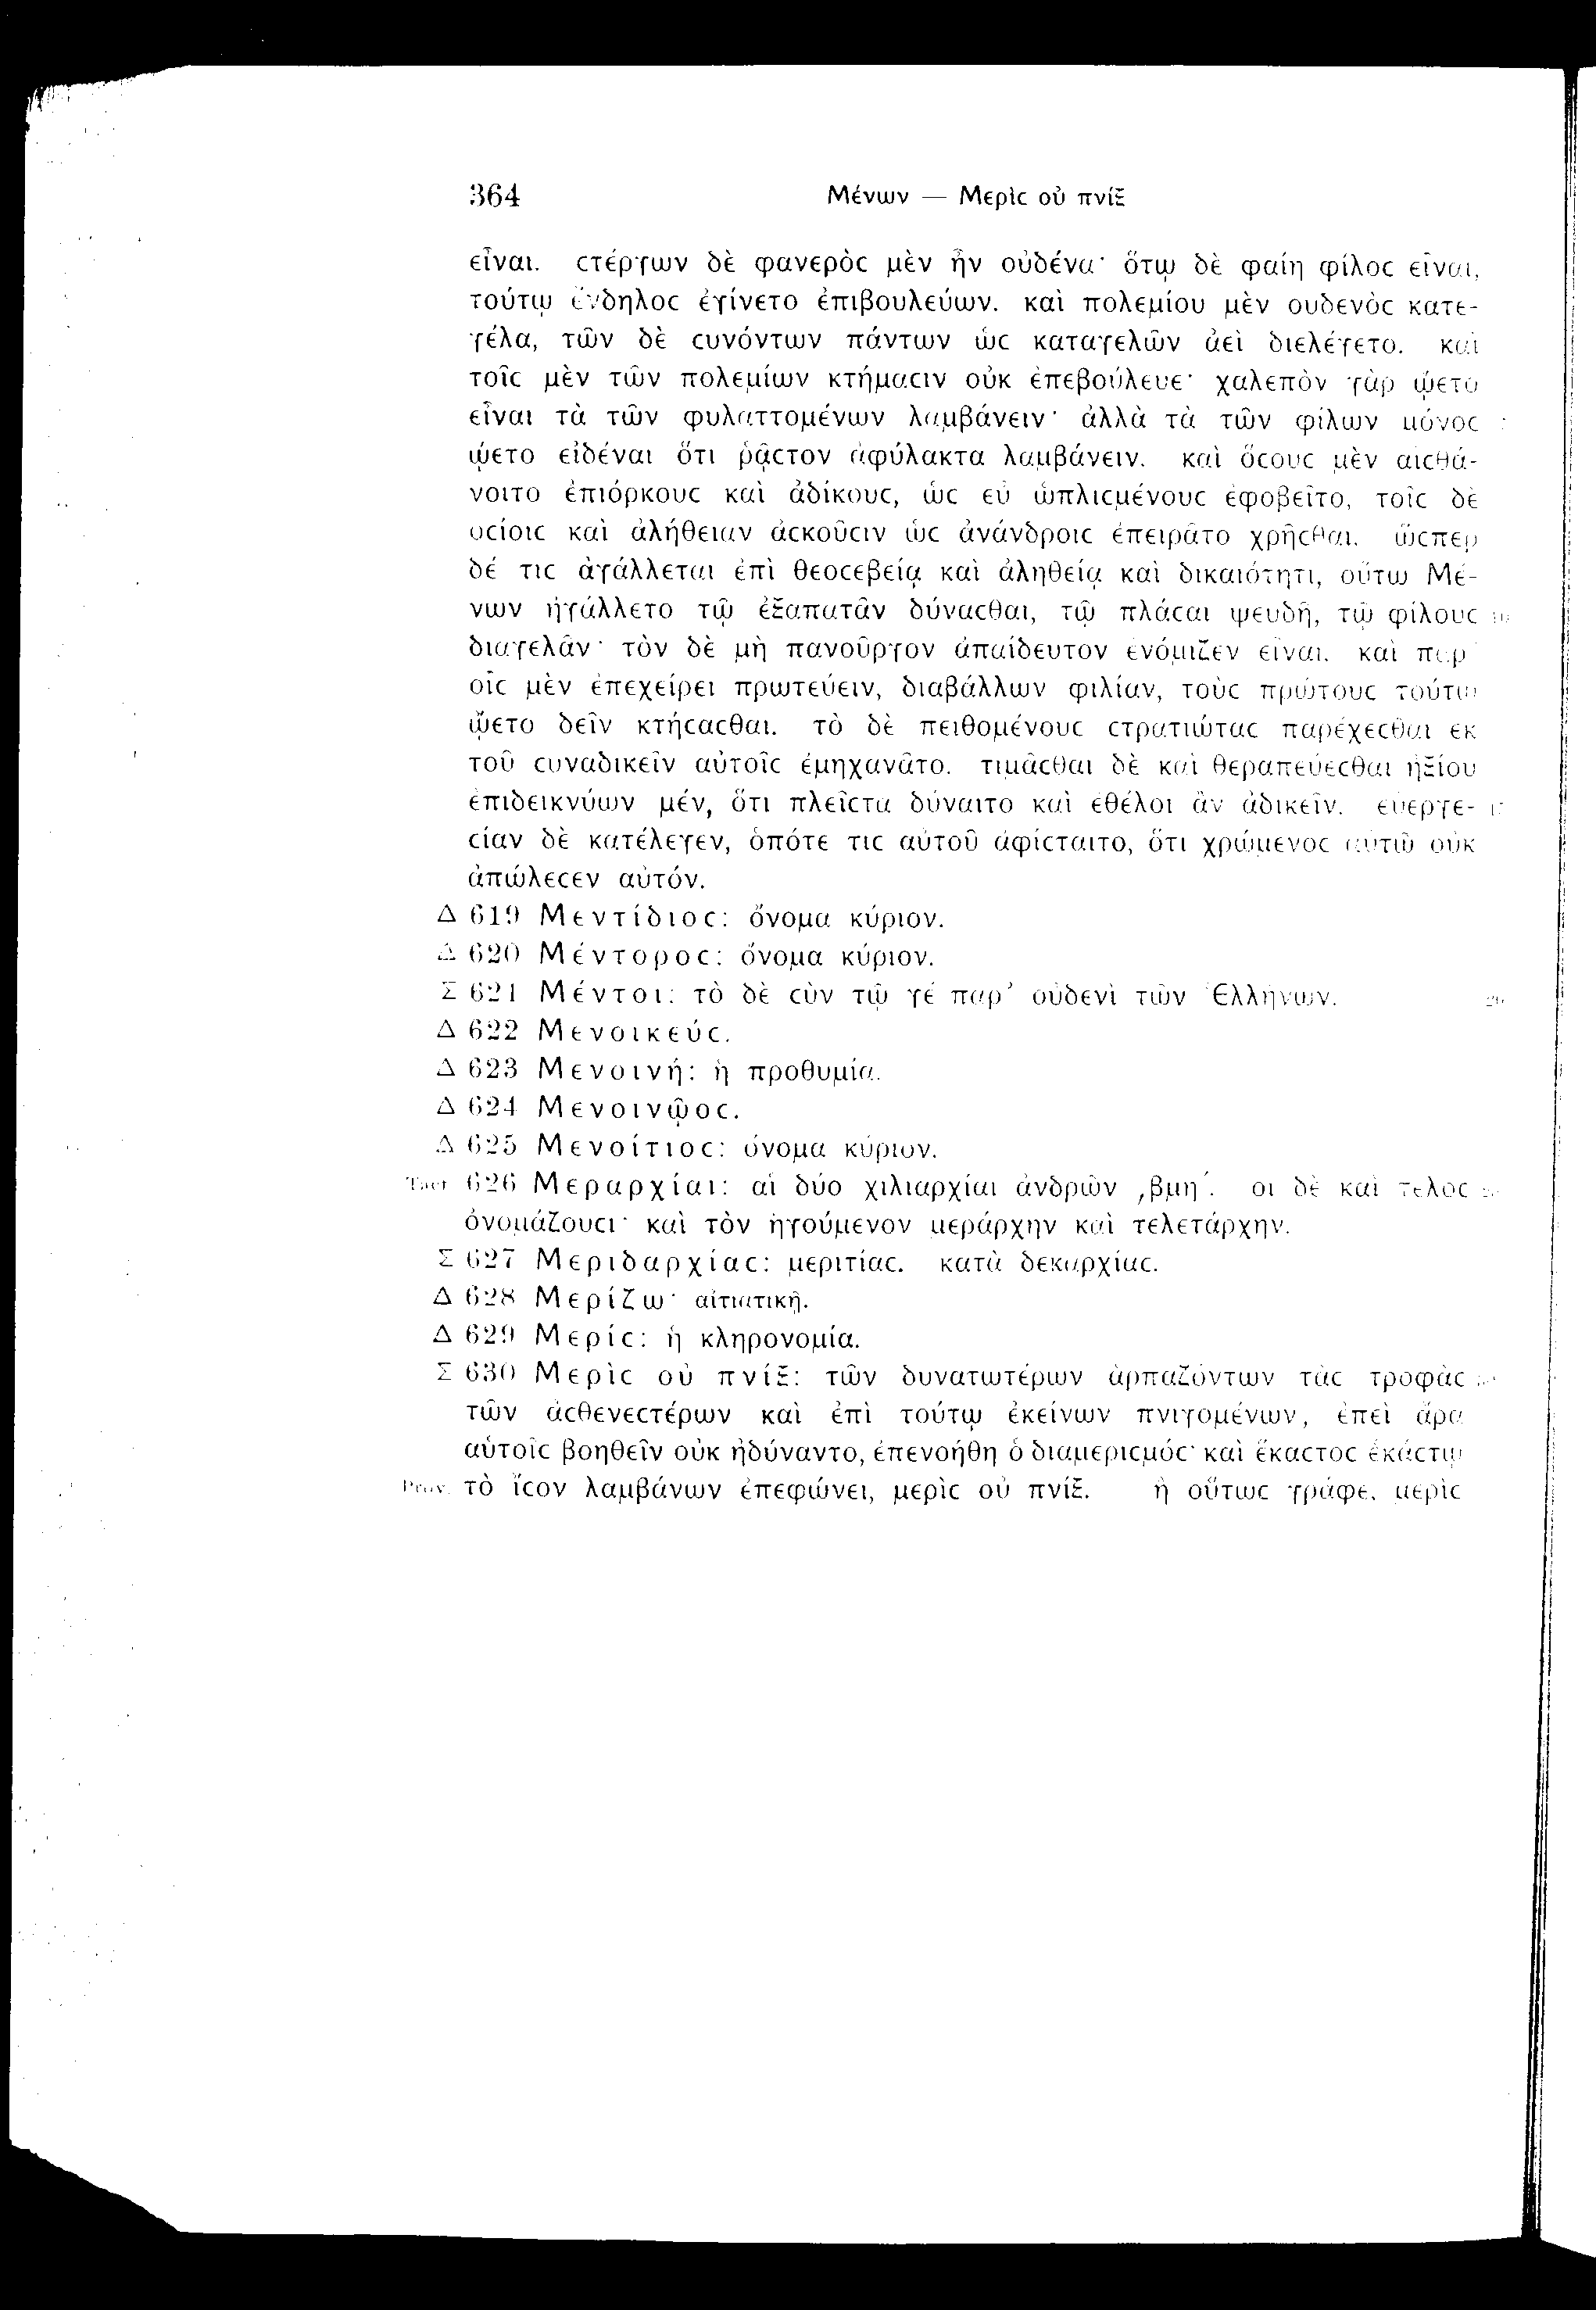 364 Μένων — Μερὶϲ οὐ πνίξ
εἶναι. ϲτέργων δὲ φανερὸϲ μὲν ἦν οὐδένα· ὅτῳ δὲ φαίη φίλοϲ εἶναι,
τούτῳ ἔνδηλοϲ ἐγίνετο ἐπιβουλεύων. καὶ πολεμίου μὲν οὐδενὸϲ κατε-
γέλα, τῶν δὲ ϲυνόντων πάντων ὡϲ καταγελῶν ἀεὶ διελέγετο. καὶ
τοῖϲ μὲν τῶν πολεμίων κτήμαϲιν οὐκ ἐπεβούλευε· χαλεπὸν γὰρ ᾤετο
εἶναι τὰ τῶν φυλαττομένων λαμβάνειν· ἀλλὰ τὰ τῶν φίλων μόνοϲ
ᾤετο εἰδέναι ὅτι ῥᾷϲτον ἀφύλακτα λαμβάνειν. καὶ ὅϲουϲ μὲν αἰϲθά-
νοιτο ἐπιόρκουϲ καὶ ἀδίκουϲ, ὡϲ εὖ ὡπλιϲμένουϲ ἐφοβεῖτο, τοῖϲ δὲ
ὁϲίοιϲ καὶ ἀλήθειαν ἀϲκοῦϲιν ὡϲ ἀνάνδροιϲ ἐπειρᾶτο χρῆϲθαι. ὥϲπερ
δέ τιϲ ἀγάλλεται ἐπὶ θεοϲεβείᾳ καὶ ἀληθείᾳ καὶ δικαιότητι, οὕτω Μέ-
νων ἠγάλλετο τῷ ἐξαπατᾶν δύναϲθαι, τῷ πλάϲαι ψευδῆ, τῷ φίλουϲ 10
διαγελᾶν· τὸν δὲ μὴ πανοῦργον ἀπαίδευτον ἐνόμιζεν εἶναι. καὶ παρ'
οἷϲ μὲν ἐπεχείρει πρωτεύειν, διαβάλλων φιλίαν, τοὺϲ πρώτουϲ τούτῳ
ᾤετο δεῖν κτήϲαϲθαι. τὸ δὲ πειθομένουϲ ϲτρατιώταϲ παρέχεϲθαι ἐκ
τοῦ ϲυναδικεῖν αὐτοῖϲ ἐμηχανᾶτο. τιμᾶϲθαι δὲ καὶ θεραπεύεϲθαι ἠξίου
ἐπιδεικνύων μέν, ὅτι πλεῖϲτα δύναιτο καὶ ἐθέλοι ἂν ἀδικεῖν. εὐεργε-
ϲίαν δὲ κατέλεγεν, ὁπότε τιϲ αὐτοῦ ἀφίϲταιτο, ὅτι χρώμενοϲ αὐτῷ οὐκ
ἀπώλεϲεν αὐτόν.
Δ 619 Μεντίδιοϲ: ὄνομα κύριον.
Δ 620 Μέντοροϲ: ὄνομα κύριον.
Σ 621 Μέντοι: τὸ δὲ ϲὺν τῷ γέ παρ' οὐδενὶ τῶν Ἑλλήνων. 20
Δ 622 Μενοικεύϲ.
Δ 623 Μενοινή: ἡ προθυμία.
Δ 624 Μενοινῷοϲ.
Δ 625 Μενοίτιοϲ: ὄνομα κύριον.
Tact 626 Μεραρχίαι: αἱ δύο χιλιαρχίαι ἀνδρῶν ͵βμη΄. οἱ δὲ καὶ τέλοϲ
ὀνομάζουϲι· καὶ τὸν ἡγούμενον μεράρχην καὶ τελετάρχην.
Σ 627 Μεριδαρχίαϲ: μεριτίαϲ. κατὰ δεκαρχίαϲ.
Δ 628 Μερίζω· αἰτιατικῇ.
Δ 629 Μερίϲ: ἡ κληρονομία.
Σ 630 Μερὶϲ οὐ πνίξ: τῶν δυνατωτέρων ἁρπαζόντων τὰϲ τροφὰϲ
τῶν ἀϲθενεϲτέρων καὶ ἐπὶ τούτῳ ἐκείνων πνιγομένων, ἐπεὶ ἄρα
αὑτοῖϲ βοηθεῖν οὐκ ἠδύναντο, ἐπενοήθη ὁ διαμεριϲμόϲ· καὶ ἕκαϲτοϲ ἑκάϲτῳ
Prov. τὸ ἴϲον λαμβάνων ἐπεφώνει, μερὶϲ οὐ πνίξ. ἢ οὕτωϲ γράφε. μερὶϲ